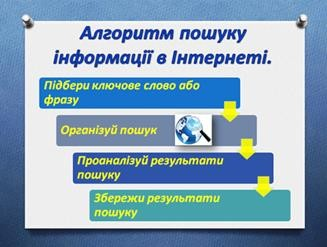 Алгоритм пошуку
інформації в Інтернеті.
Підбери ключове слово або
фразу
Організуй пошук
Проаналізуй результати
пошуку
Збережи результати
пошуку